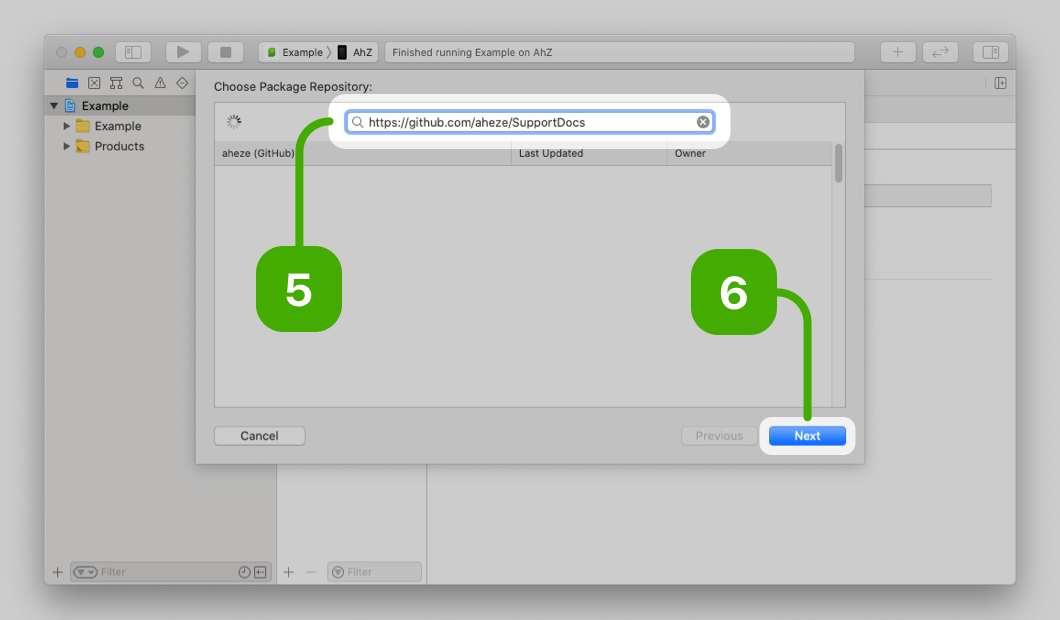 Example 〉 AhZ
Finished running Example on AhZ
Example
Example
Products
Choose Package Repository:
https://github.com/aheze/SupportDocs
aheze (GitHub)
Last Updated
Owner
5
6
Cancel
Previous
Next
Filter
Filter